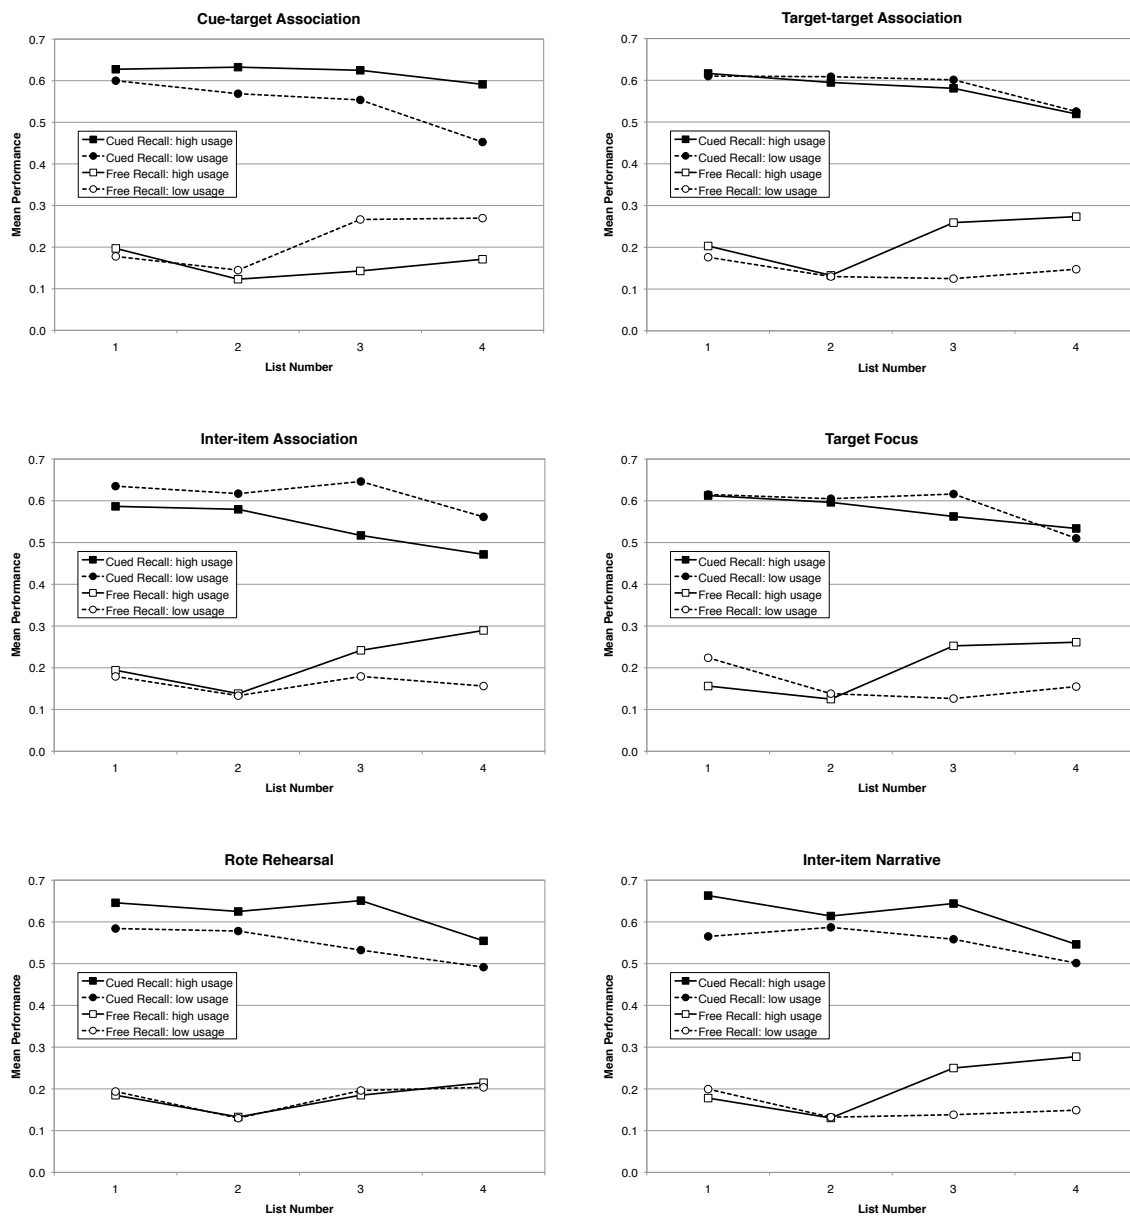 Cue-target Association
0.7
0.6
0.5
0.4
0.3
0.2
0.1
0.0
Mean Performance
Cued Recall: high usage
Cued Recall: low usage
Free Recall: high usage
Free Recall: low usage
1 2 3 4
List Number
Target-target Association
0.7
0.6
0.5
0.4
0.3
0.2
0.1
0.0
Mean Performance
Cued Recall: high usage
Cued Recall: low usage
Free Recall: high usage
Free Recall: low usage
1 2 3 4
List Number
Inter-item Association
0.7
0.6
0.5
0.4
0.3
0.2
0.1
0.0
Mean Performance
Cued Recall: high usage
Cued Recall: low usage
Free Recall: high usage
Free Recall: low usage
1 2 3 4
List Number
Target Focus
0.7
0.6
0.5
0.4
0.3
0.2
0.1
0.0
Mean Performance
Cued Recall: high usage
Cued Recall: low usage
Free Recall: high usage
Free Recall: low usage
1 2 3 4
List Number
Rote Rehearsal
0.7
0.6
0.5
0.4
0.3
0.2
0.1
0.0
Mean Performance
Cued Recall: high usage
Cued Recall: low usage
Free Recall: high usage
Free Recall: low usage
1 2 3 4
List Number
Inter-item Narrative
0.7
0.6
0.5
0.4
0.3
0.2
0.1
0.0
Mean Performance
Cued Recall: high usage
Cued Recall: low usage
Free Recall: high usage
Free Recall: low usage
1 2 3 4
List Number